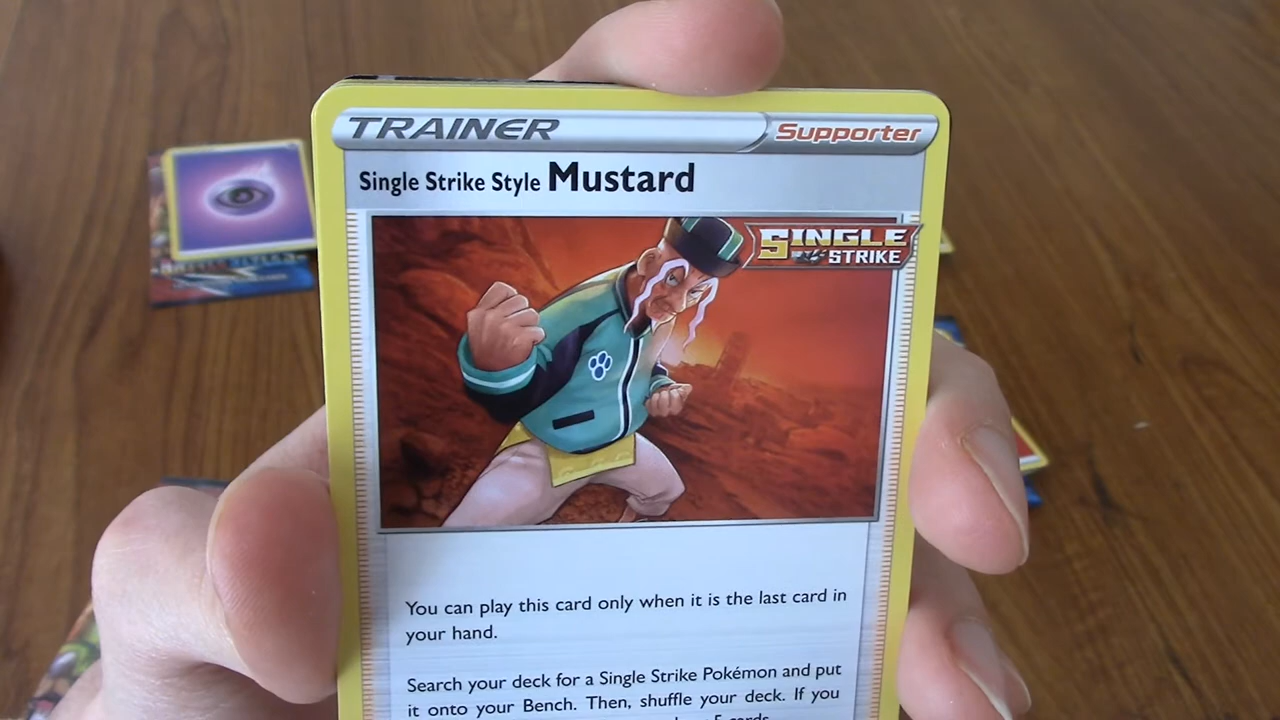 TRAINER
Supporter
Single Strike Style Mustard
SINGLE
STRIKE
You can play this card only when it is the last card in
your hand.
Search your deck for a Single Strike Pokémon and put
it onto your Bench. Then, shuffle your deck. If you
5 cards.